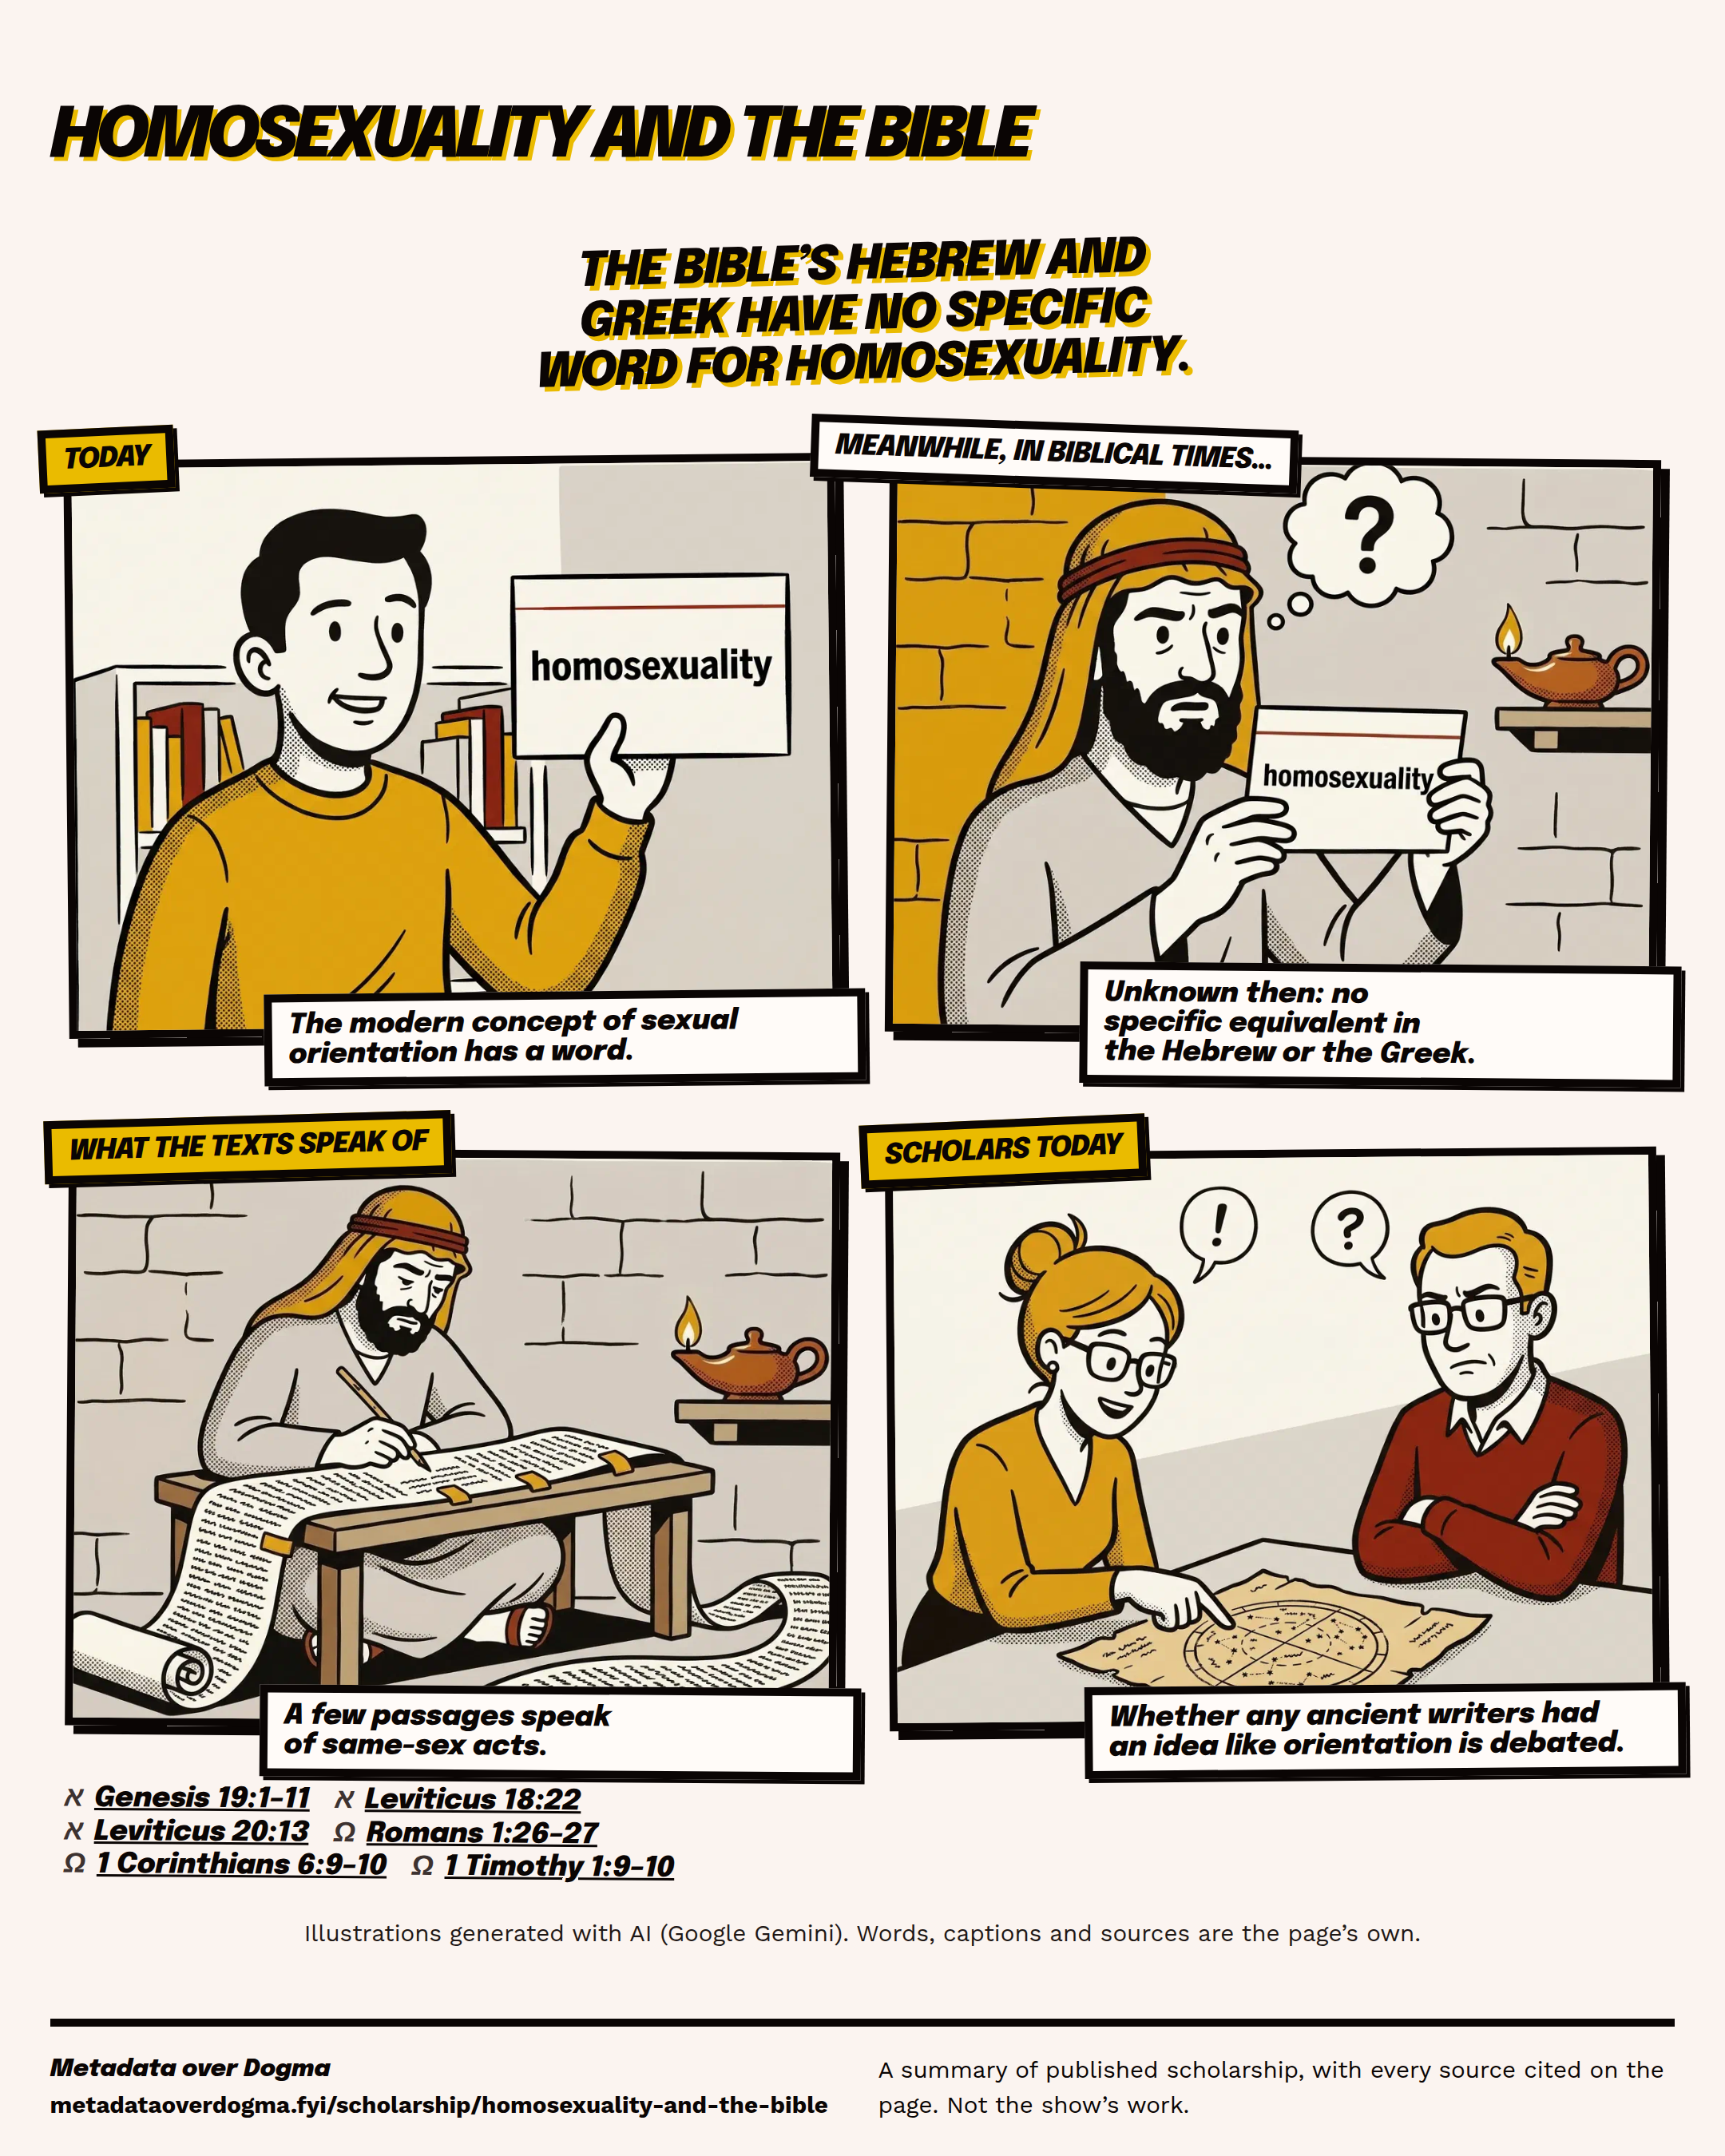 HOMOSEXUALITY AND THE BIBLE
THE BIBLE’S HEBREW AND
GREEK HAVE NO SPECIFIC
WORD FOR HOMOSEXUALITY.
TODAY
homosexuality
The modern concept of sexual
orientation has a word.
MEANWHILE, IN BIBLICAL TIMES…
?
homosexuality
Unknown then: no
specific equivalent in
the Hebrew or the Greek.
WHAT THE TEXTS SPEAK OF
A few passages speak
of same-sex acts.
א Genesis 19:1–11 א Leviticus 18:22
א Leviticus 20:13 Ω Romans 1:26–27
Ω 1 Corinthians 6:9–10 Ω 1 Timothy 1:9–10
SCHOLARS TODAY
! ?
Whether any ancient writers had
an idea like orientation is debated.
Illustrations generated with AI (Google Gemini). Words, captions and sources are the page’s own.
Metadata over Dogma
metadataoverdogma.fyi/scholarship/homosexuality-and-the-bible
A summary of published scholarship, with every source cited on the
page. Not the show’s work.